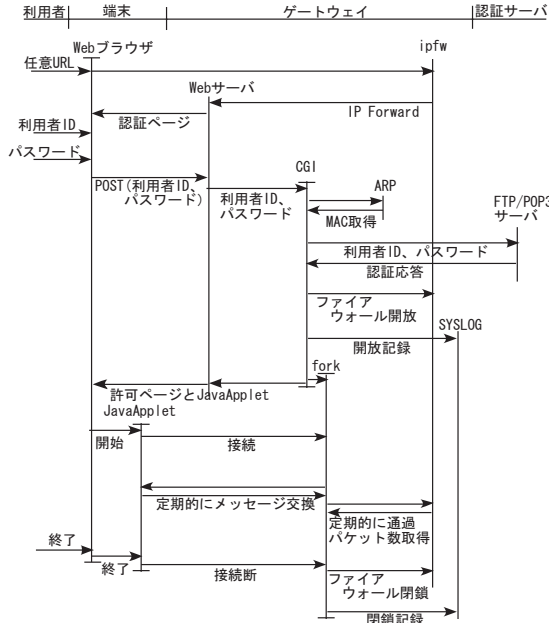 利用者
端末
ゲートウェイ
認証サーバ
Webブラウザ
ipfw
任意URL
Webサーバ
IP Forward
認証ページ
利用者ID
パスワード
CGI
ARP
POST(利用者ID、
パスワード)
利用者ID、
パスワード
MAC取得
FTP/POP3
サーバ
利用者ID、パスワード
認証応答
ファイア
ウォール開放
SYSLOG
開放記録
fork
許可ページとJavaApplet
JavaApplet
開始
接続
定期的にメッセージ交換
定期的に通過
パケット数取得
終了
終了
接続断
ファイア
ウォール閉鎖
閉鎖記録